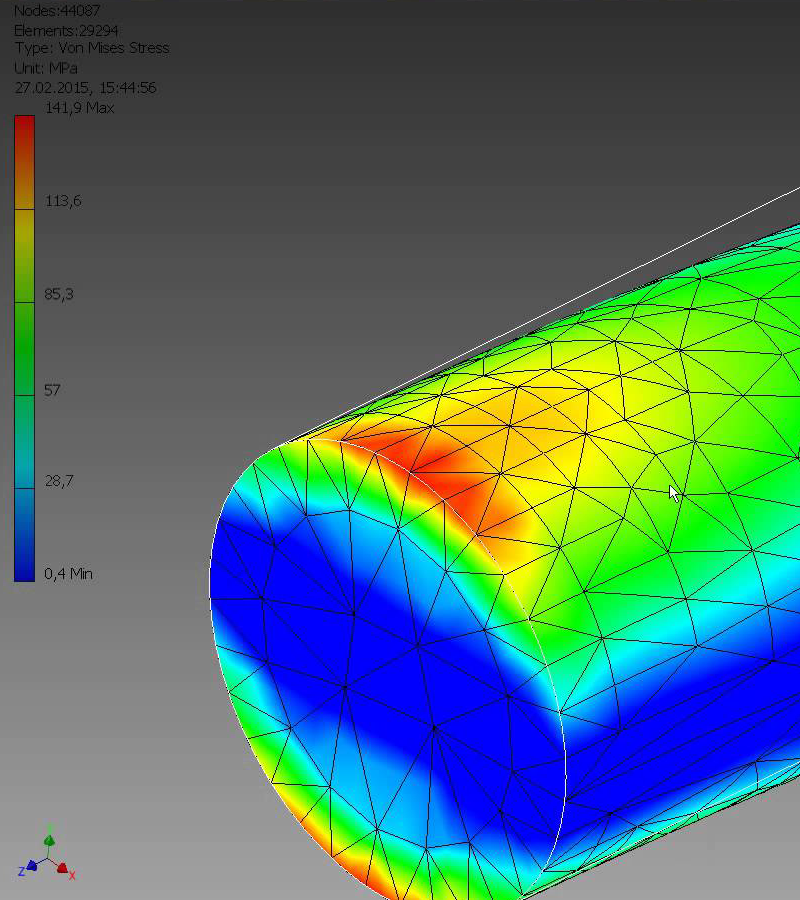 Nodes:44087
Elements:29294
Type: Von Mises Stress
Unit: MPa
27.02.2015, 15:44:56
141,9 Max
113,6
85,3
57
28,7
0,4 Min
Z
X